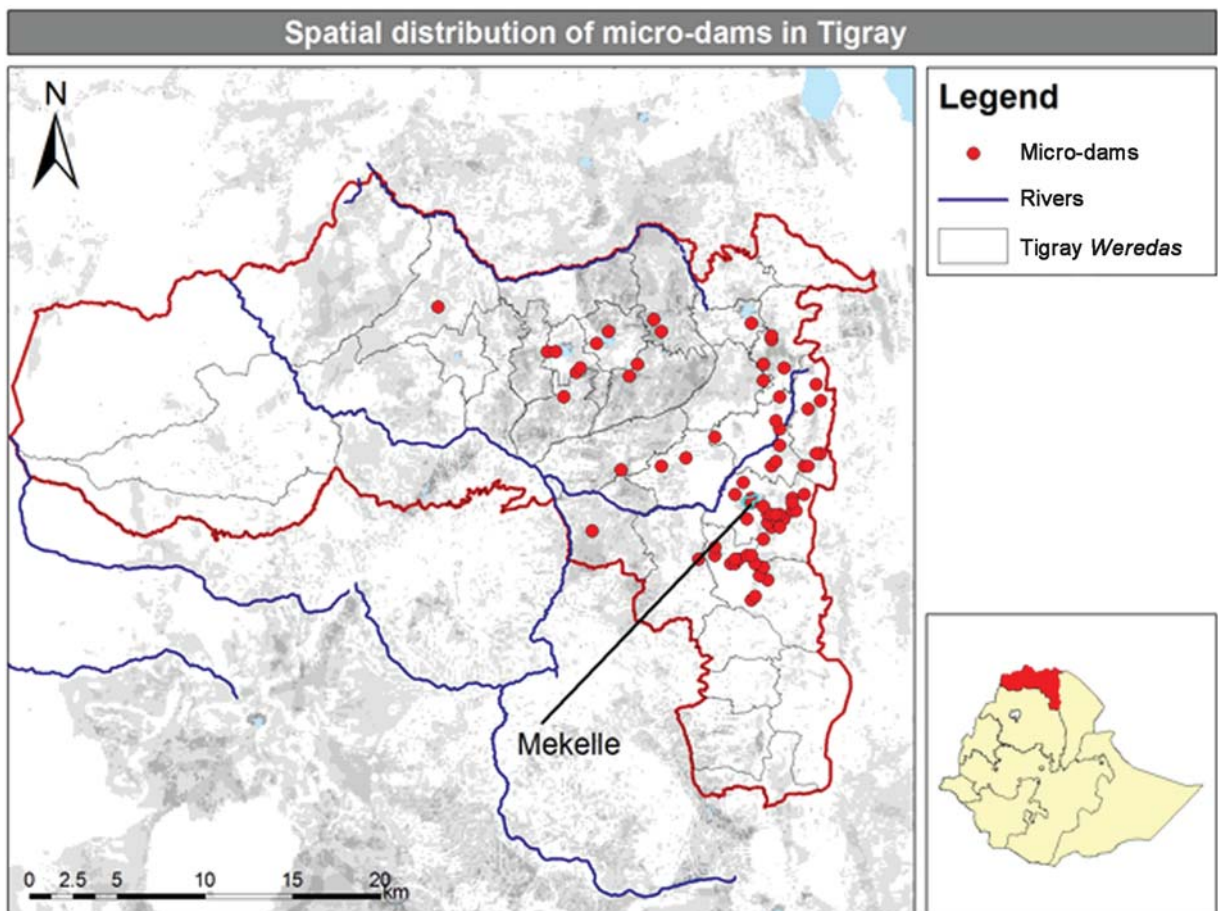 Spatial distribution of micro-dams in Tigray
N
Legend
Micro-dams
Rivers
Tigray Weredas
Mekelle
0 2.5 5 10 15 20
km